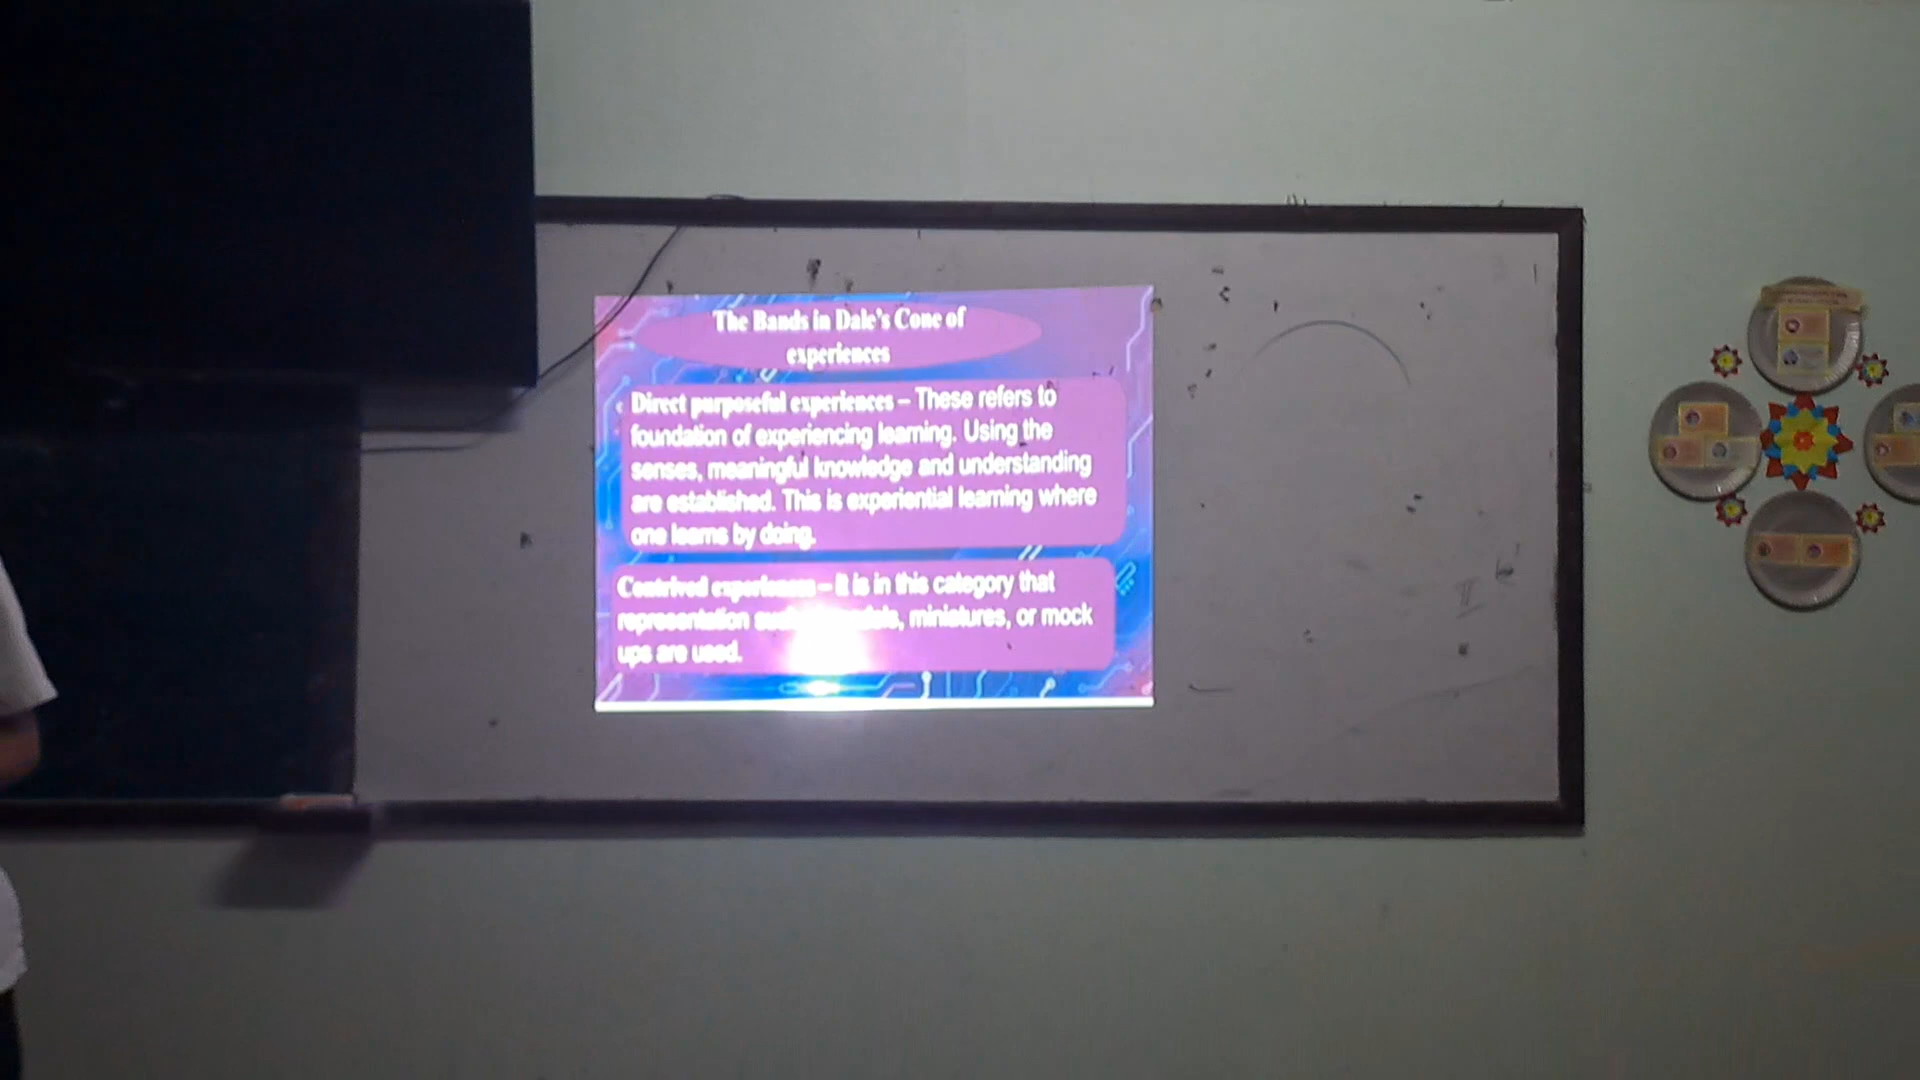 The Bands in Dale's Cone of
experiences
Direct purposeful experiences – These refers to
foundation of experiencing learning. Using the
senses, meaningful knowledge and understanding
are established. This is experiential learning where
one learns by doing.
Contrived experiences – It is in this category that
representation miniatures, or mock
ups are used.